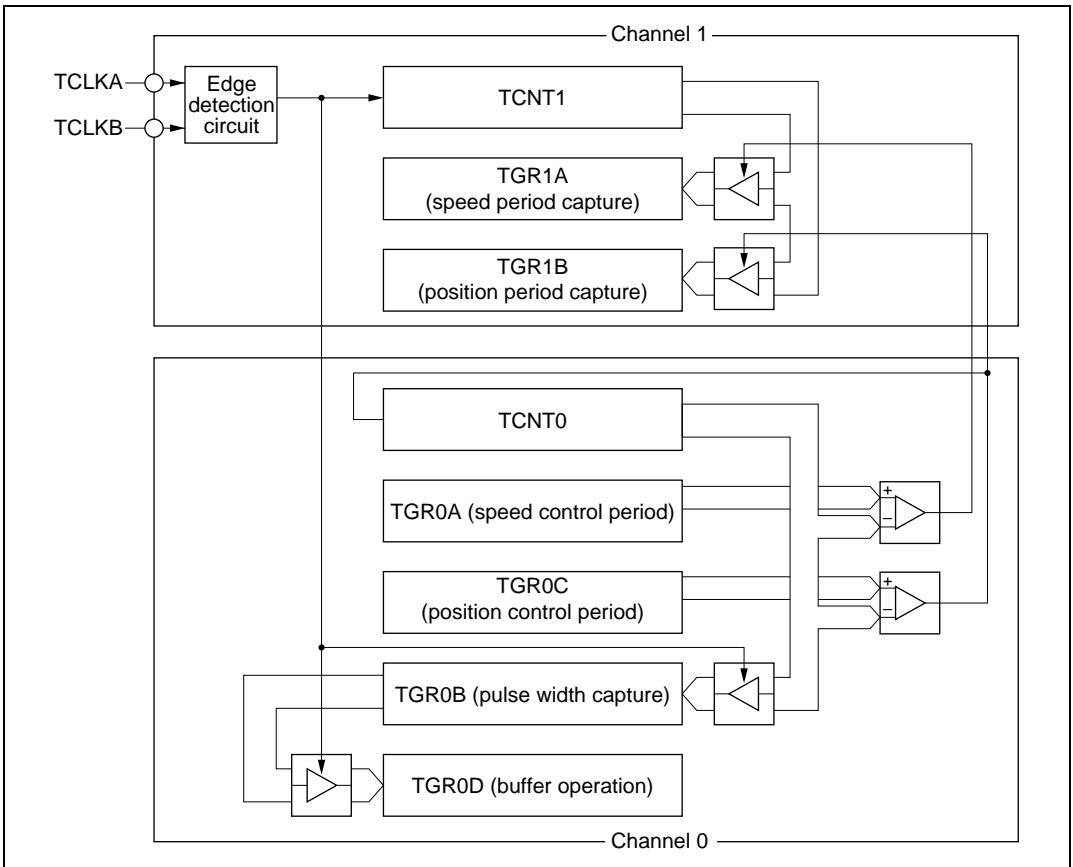 Channel 1
TCLKA
TCLKB
Edge
detection
circuit
TCNT1
TGR1A
(speed period capture)
TGR1B
(position period capture)
TCNT0
TGR0A (speed control period)
+
−
TGR0C
(position control period)
+
−
TGR0B (pulse width capture)
TGR0D (buffer operation)
Channel 0